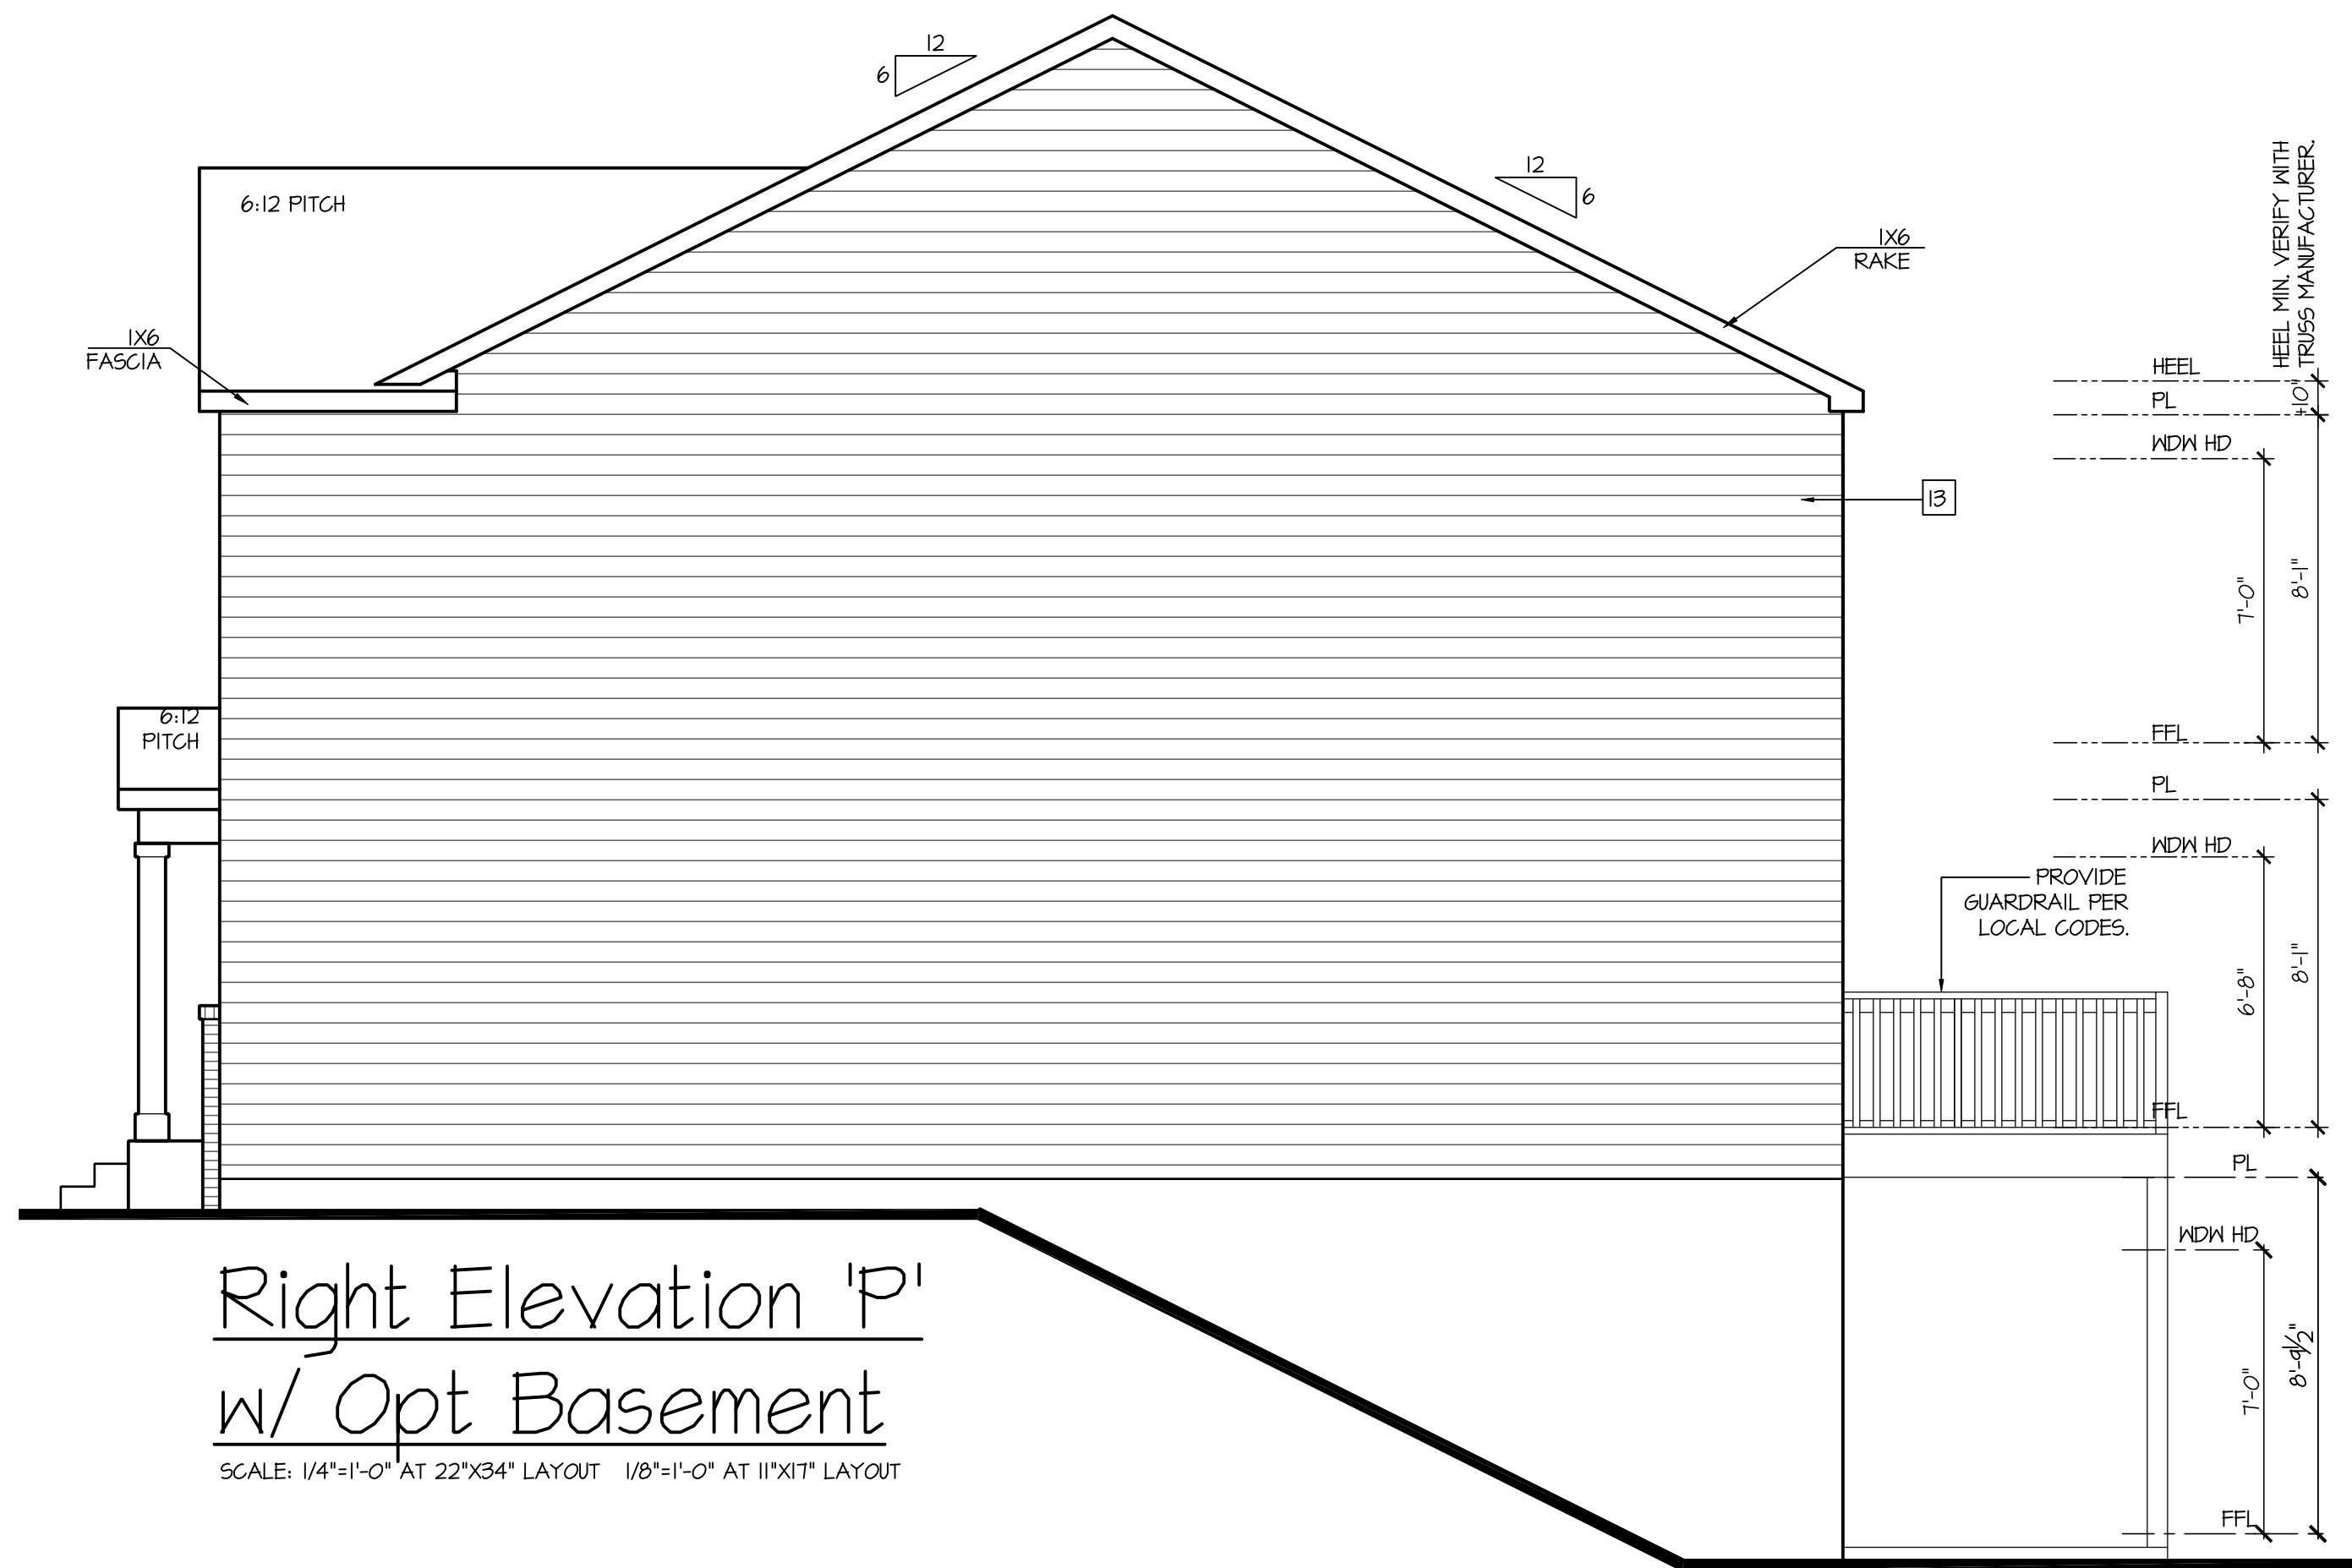 12
6
12
6
6:12 PITCH
1X6
RAKE
1X6
FASCIA
HEEL MIN. VERIFY WITH
TRUSS MANUFACTURER.
HEEL
+10"
PL
WDW HD
13
7'-0"
8'-1"
6:12
PITCH
FFL
PL
WDW HD
PROVIDE
GUARDRAIL PER
LOCAL CODES.
6'-8"
8'-1"
FFL
PL
WDW HD
7'-0"
8'-9 1/2"
FFL
Right Elevation 'P'
w/ Opt Basement
SCALE: 1/4"=1'-0" AT 22"X34" LAYOUT 1/8"=1'-0" AT 11"X17" LAYOUT